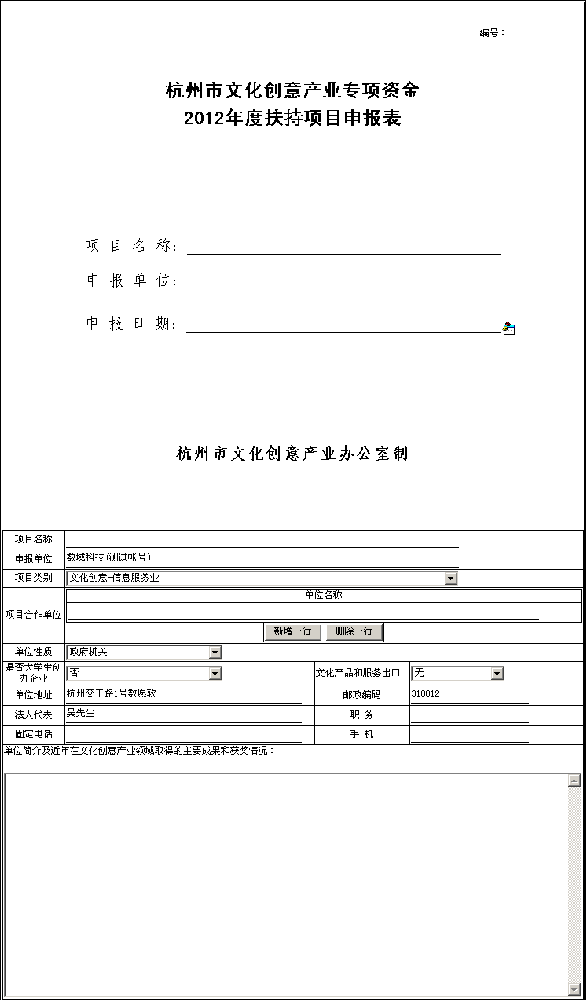 编号：
杭州市文化创意产业专项资金
2012年度扶持项目申报表
项 目 名 称：
申 报 单 位：
申 报 日 期：
杭州市文化创意产业办公室制
项目名称
申报单位 数域科技(测试帐号)
项目类别 文化创意-信息服务业
项目合作单位 单位名称
新增一行 删除一行
单位性质 政府机关
是否大学生创办企业 否 文化产品和服务出口 无
单位地址 杭州交工路1号数愿软 邮政编码 310012
法人代表 吴先生 职 务
固定电话 手 机
单位简介及近年在文化创意产业领域取得的主要成果和获奖情况：